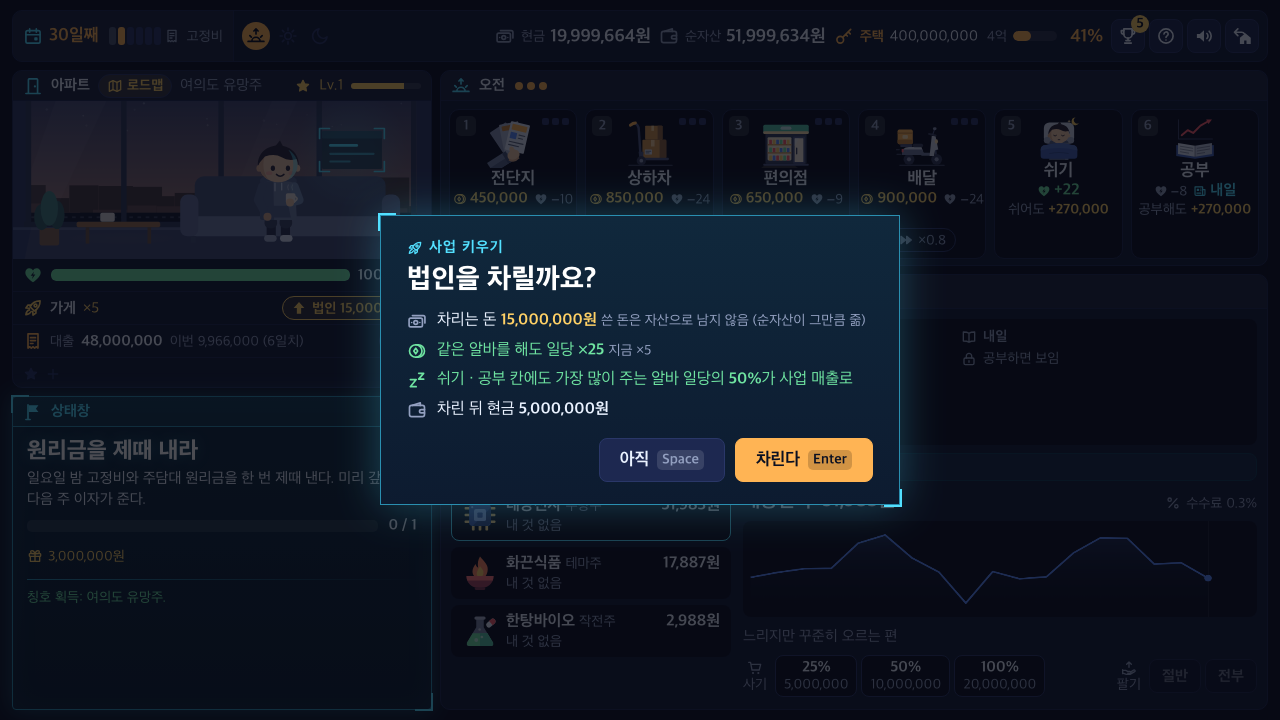 30일째 고정비
현금 19,999,664원 순자산 51,999,634원 주택 400,000,000 4억 41% 5
아파트 로드맵 여의도 유망주 Lv.1
오전
1 전단지 450,000 −10
2 상하차 850,000 −24
3 편의점 650,000 −9
4 배달 900,000 −24
×0.8
5 쉬기 +22
쉬어도 +270,000
6 공부 −8 내일
공부해도 +270,000
100
가게 ×5 법인 15,000
대출 48,000,000 이번 9,966,000 (6일치)
상태창
원리금을 제때 내라
일요일 밤 고정비와 주담대 원리금을 한 번 제때 낸다. 미리 갚
다음 주 이자가 준다.
0 / 1
3,000,000원
칭호 획득: 여의도 유망주.
사업 키우기
법인을 차릴까요?
차리는 돈 15,000,000원 쓴 돈은 자산으로 남지 않음 (순자산이 그만큼 줆)
같은 알바를 해도 일당 ×25 지금 ×5
쉬기 · 공부 칸에도 가장 많이 주는 알바 일당의 50%가 사업 매출로
차린 뒤 현금 5,000,000원
아직 Space 차린다 Enter
내일
공부하면 보임
수수료 0.3%
내 것 없음
화끈식품 테마주 17,887원
내 것 없음
한탕바이오 작전주 2,988원
내 것 없음
느리지만 꾸준히 오르는 편
사기 25% 5,000,000 50% 10,000,000 100% 20,000,000 팔기 절반 전부